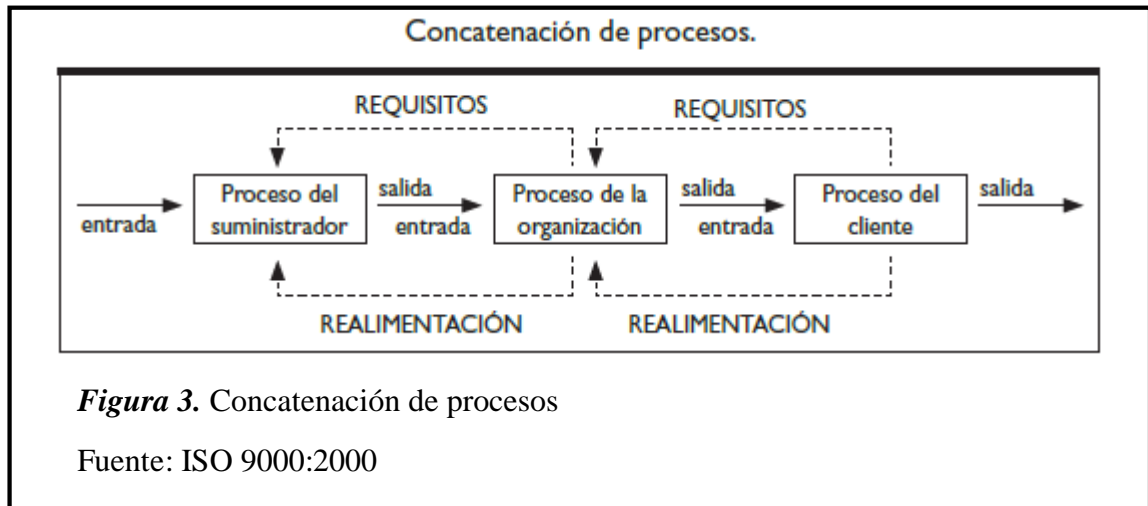 Concatenación de procesos.
REQUISITOS REQUISITOS
entrada
Proceso del
suministrador
salida
entrada
Proceso de la
organización
salida
entrada
Proceso del
cliente
salida
REALIMENTACIÓN REALIMENTACIÓN
Figura 3. Concatenación de procesos
Fuente: ISO 9000:2000